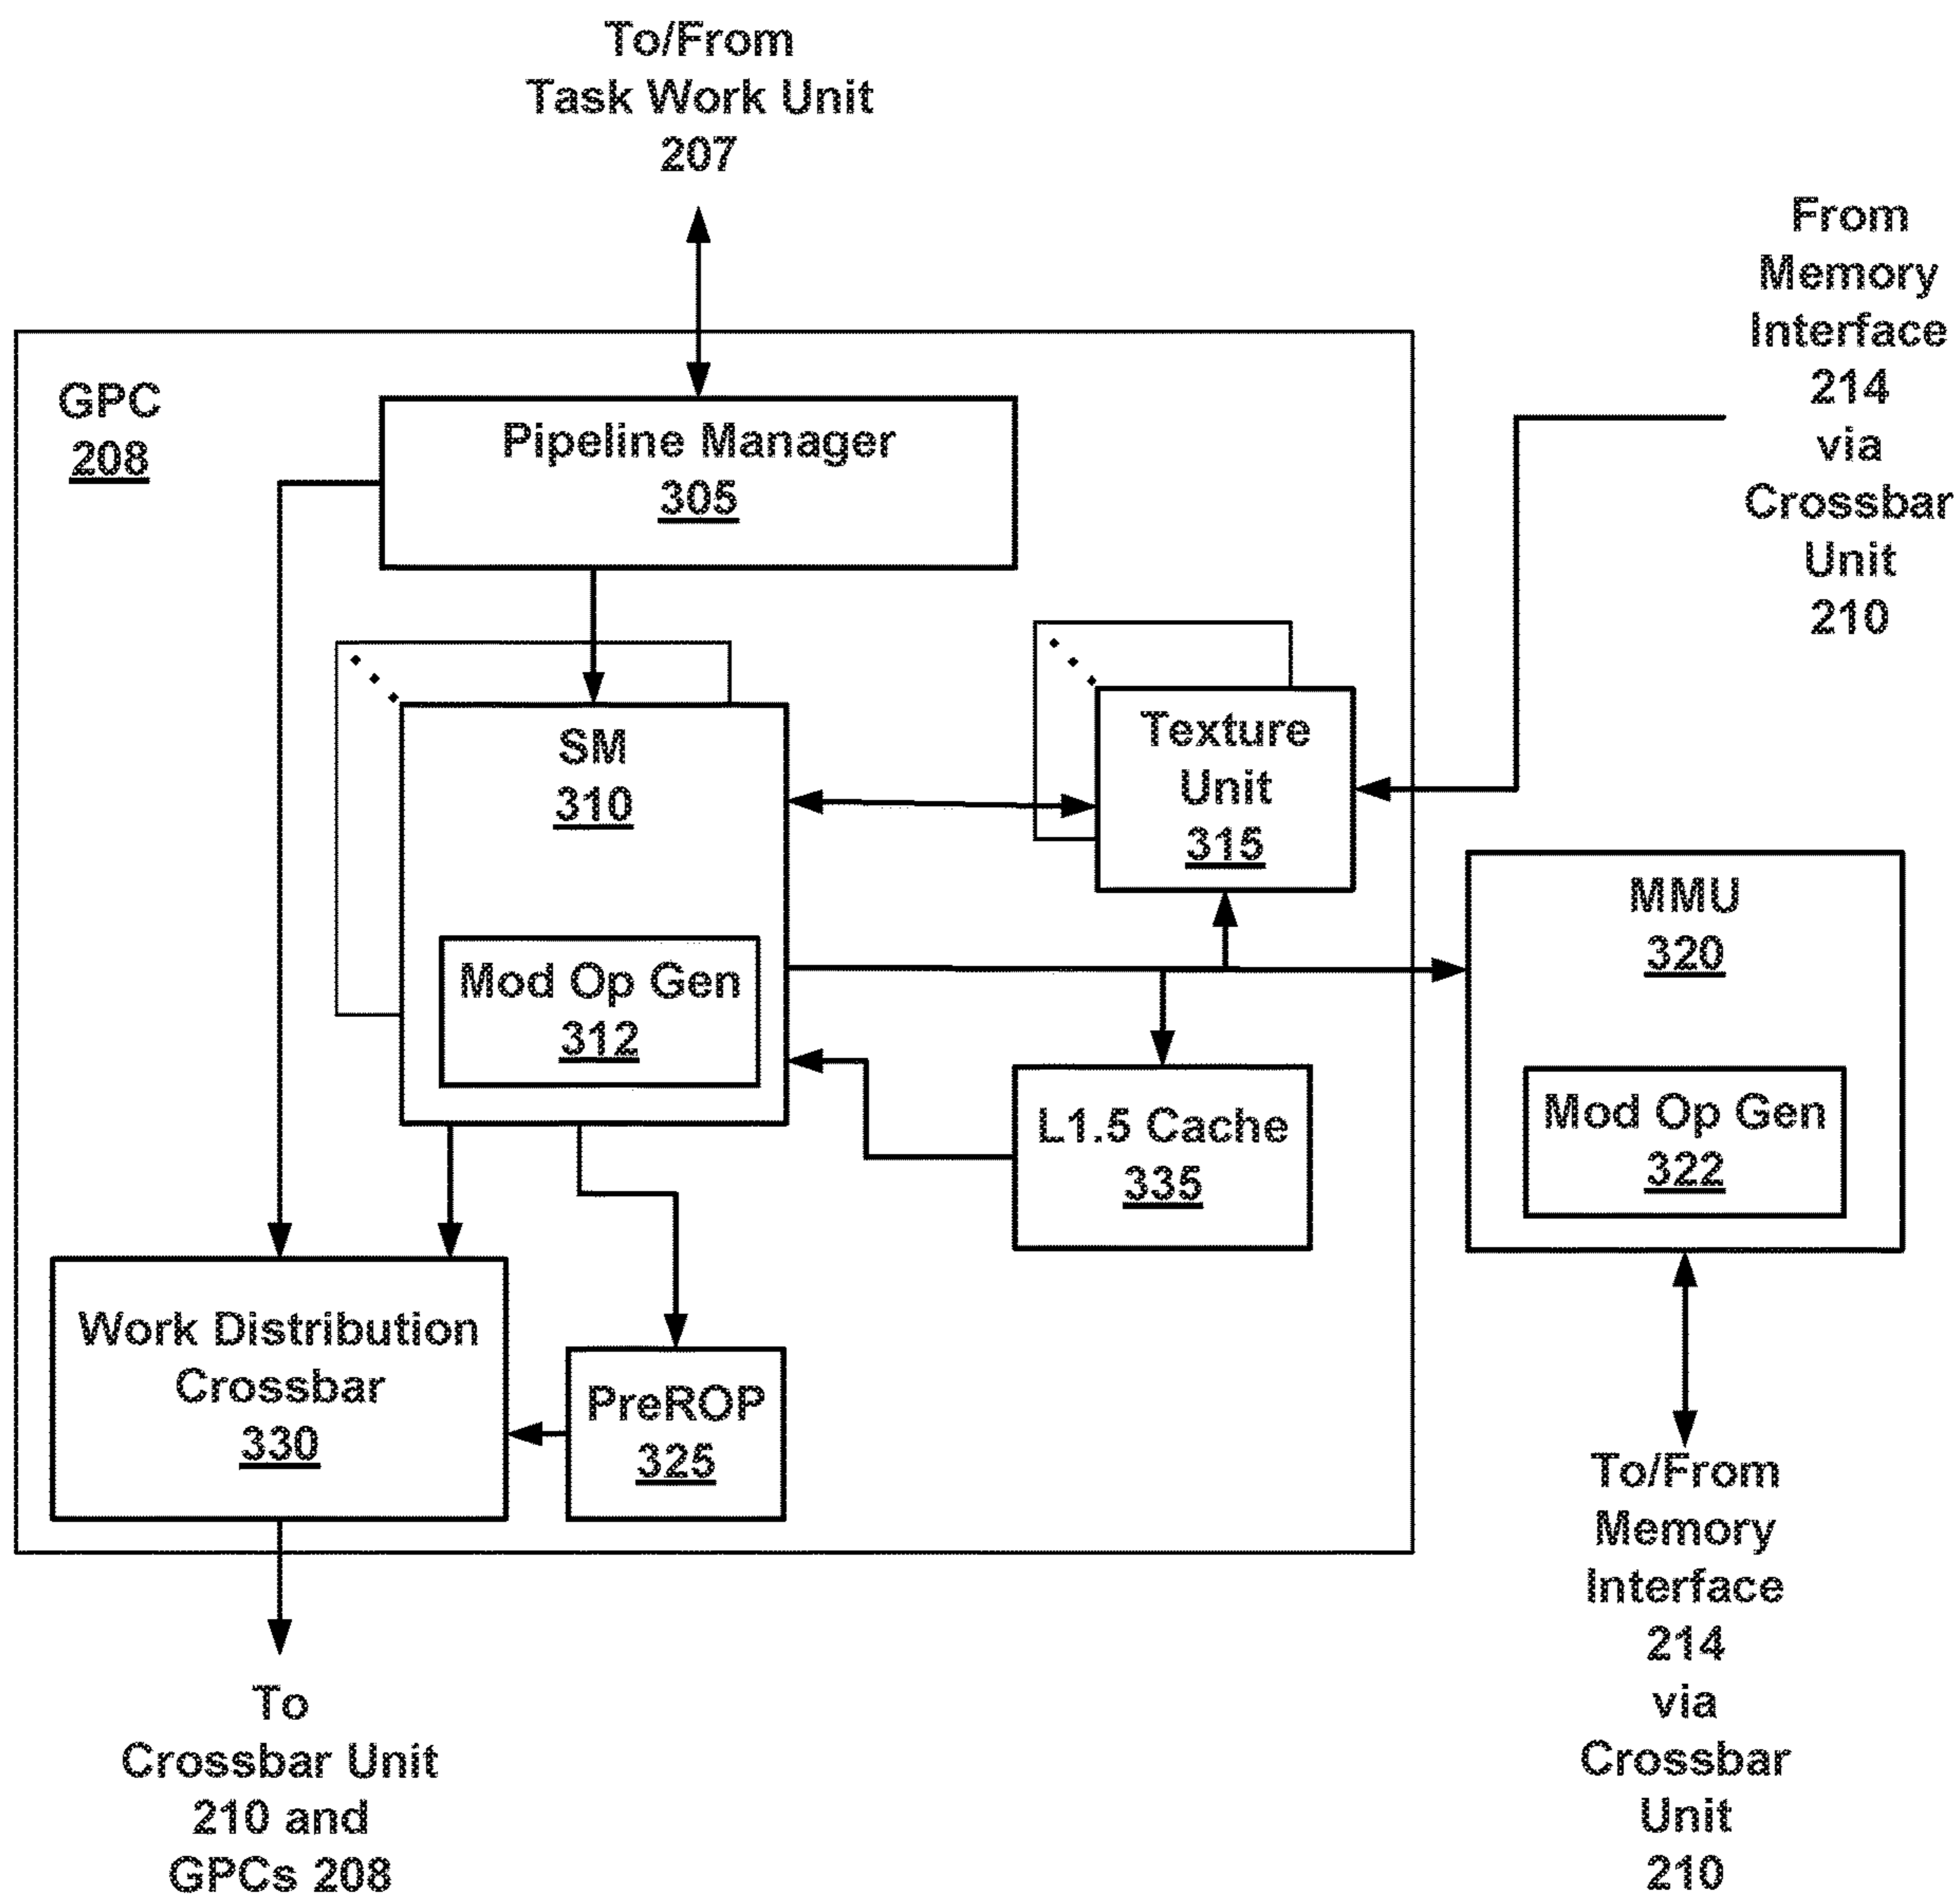 To/From
Task Work Unit
207
From
Memory
Interface
214
via
Crossbar
Unit
210
GPC
208
Pipeline Manager
305
SM
310
Mod Op Gen
312
Texture
Unit
315
MMU
320
Mod Op Gen
322
L1.5 Cache
335
Work Distribution
Crossbar
330
PreROP
325
To
Crossbar Unit
210 and
GPCs 208
To/From
Memory
Interface
214
via
Crossbar
Unit
210